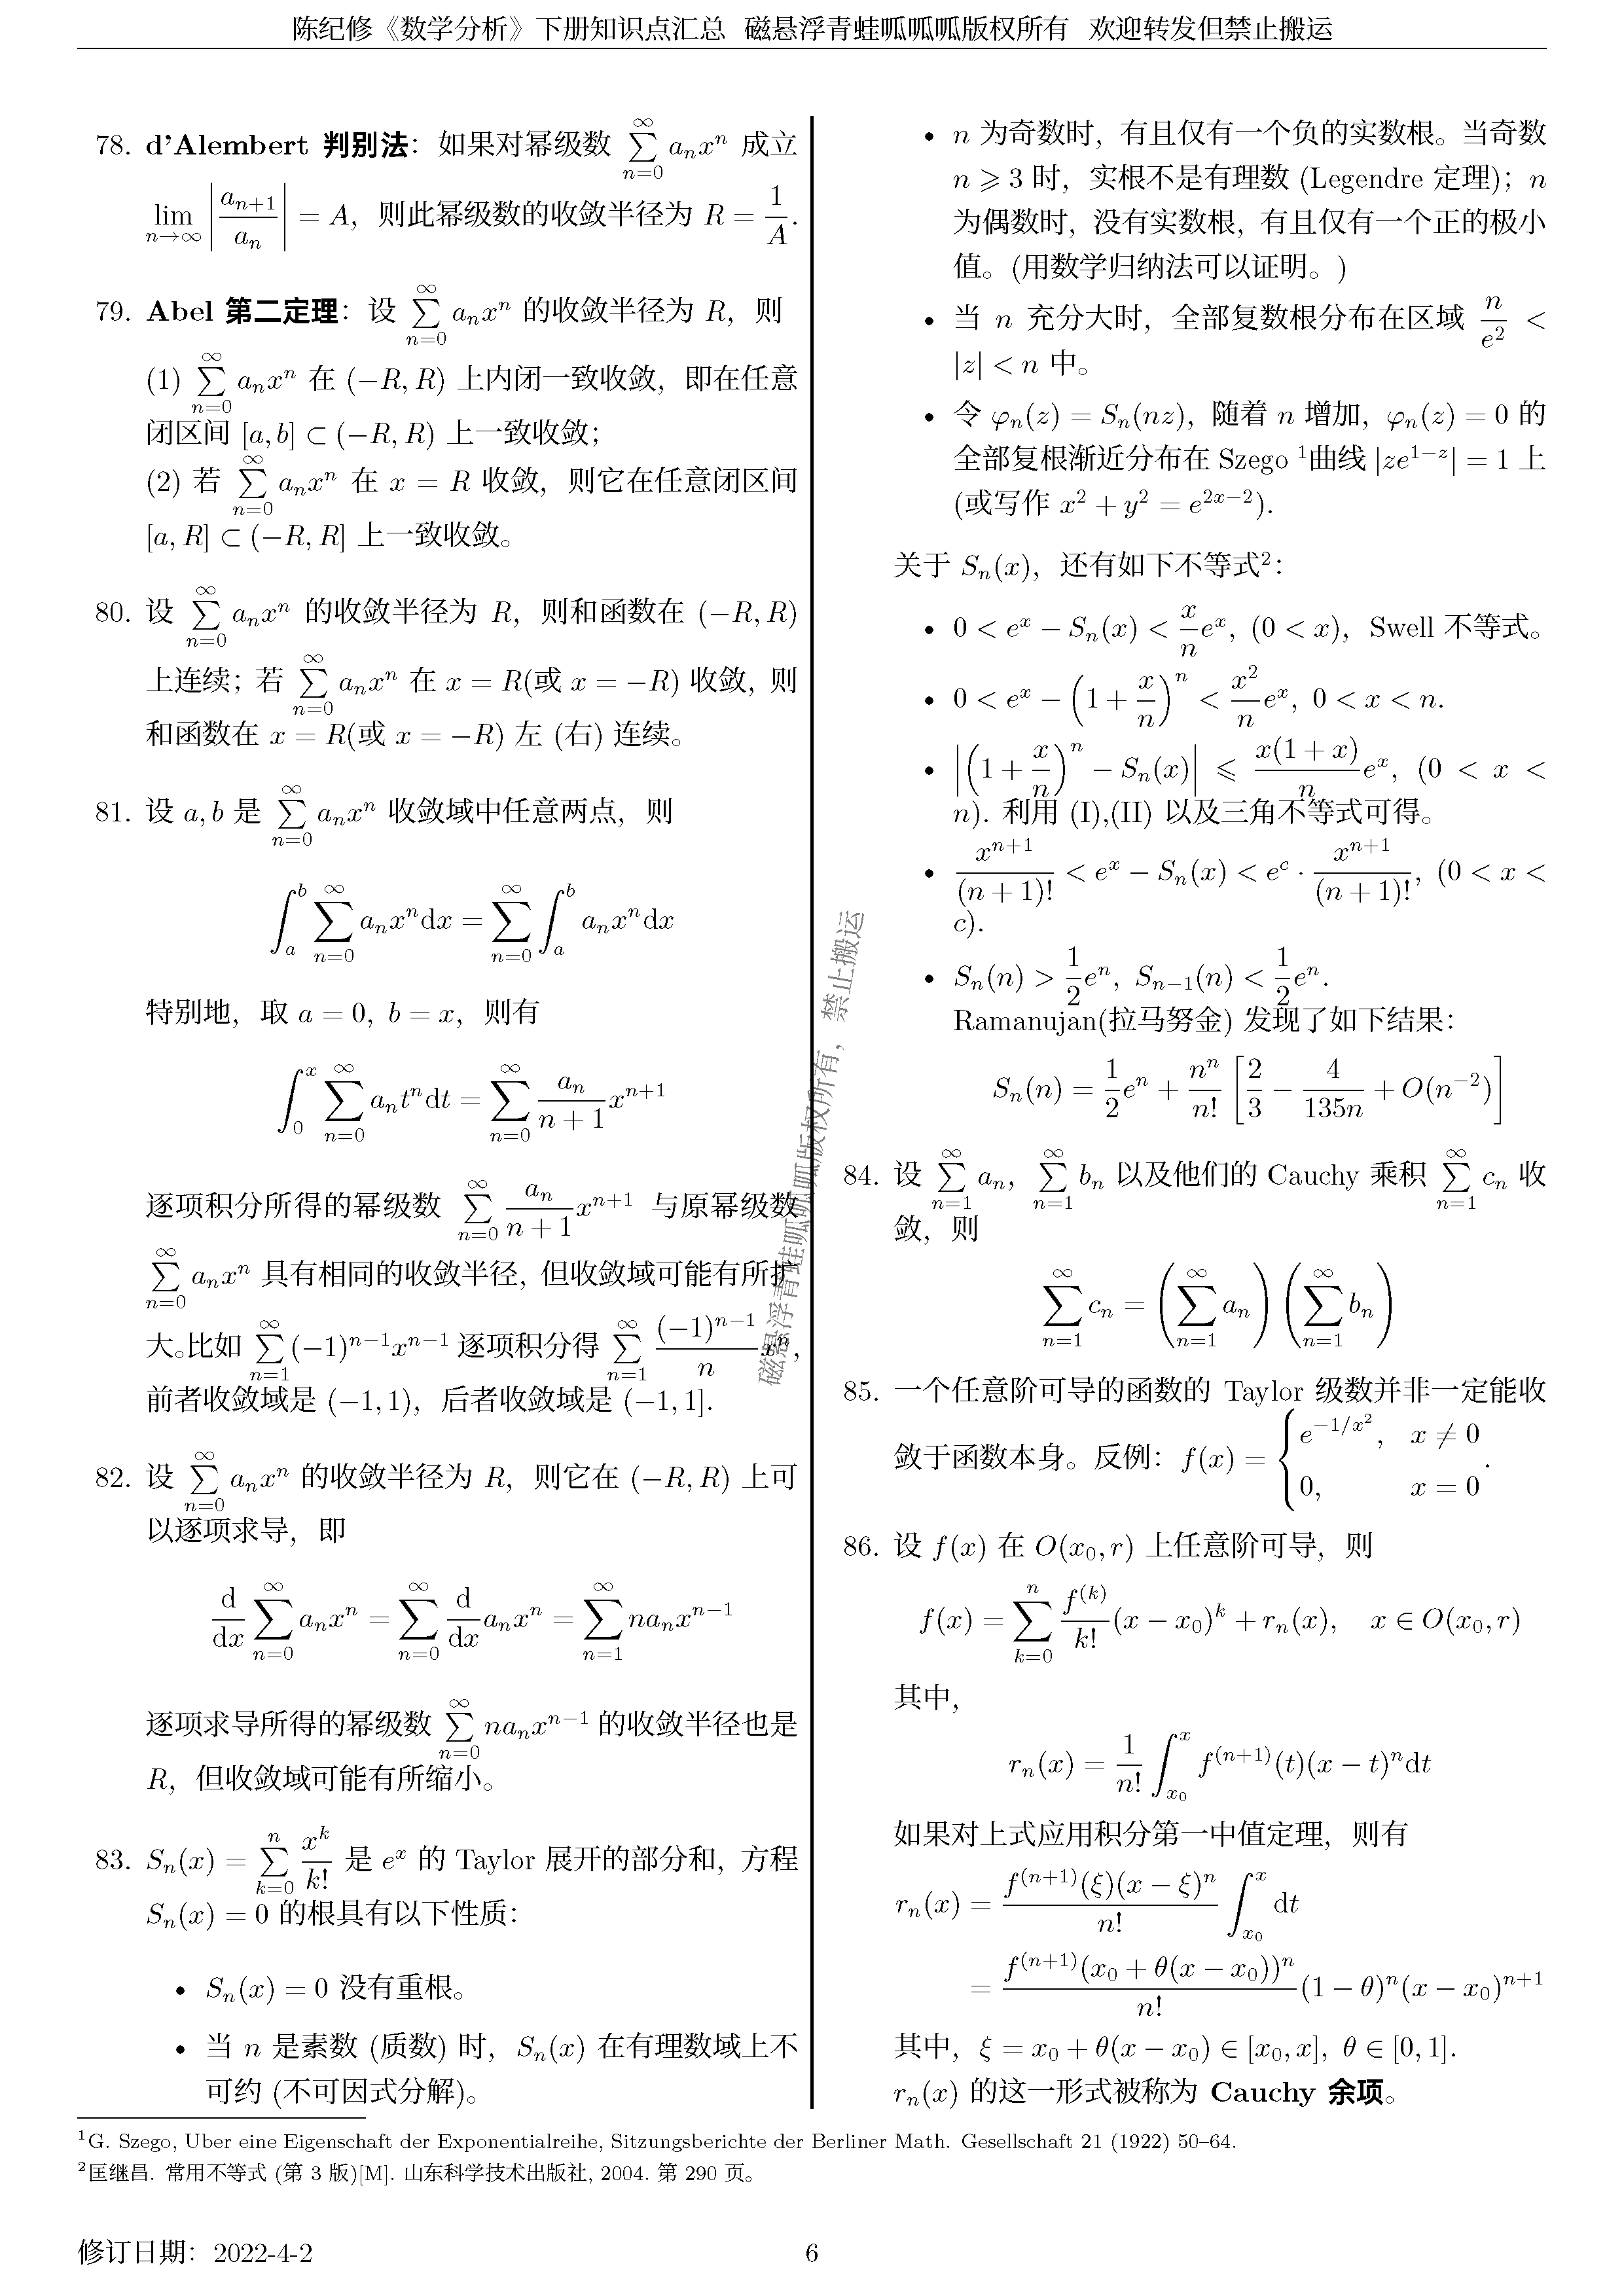 陈纪修《数学分析》下册知识点汇总 磁悬浮青蛙呱呱呱版权所有 欢迎转发但禁止搬运
78. d'Alembert 判别法：如果对幂级数 $\sum_{n=0}^{\infty} a_n x^n$ 成立
$\lim_{n\to\infty} \left|\frac{a_{n+1}}{a_n}\right| = A$，则此幂级数的收敛半径为 $R = \frac{1}{A}$.
79. Abel 第二定理：设 $\sum_{n=0}^{\infty} a_n x^n$ 的收敛半径为 $R$，则
(1) $\sum_{n=0}^{\infty} a_n x^n$ 在 $(-R, R)$ 上内闭一致收敛，即在任意
闭区间 $[a, b] \subset (-R, R)$ 上一致收敛；
(2) 若 $\sum_{n=0}^{\infty} a_n x^n$ 在 $x = R$ 收敛，则它在任意闭区间
$[a, R] \subset (-R, R]$ 上一致收敛。
80. 设 $\sum_{n=0}^{\infty} a_n x^n$ 的收敛半径为 $R$，则和函数在 $(-R, R)$
上连续；若 $\sum_{n=0}^{\infty} a_n x^n$ 在 $x = R$(或 $x = -R$) 收敛，则
和函数在 $x = R$(或 $x = -R$) 左 (右) 连续。
81. 设 $a, b$ 是 $\sum_{n=0}^{\infty} a_n x^n$ 收敛域中任意两点，则
$\int_a^b \sum_{n=0}^{\infty} a_n x^n \mathrm{d}x = \sum_{n=0}^{\infty} \int_a^b a_n x^n \mathrm{d}x$
特别地，取 $a = 0, b = x$，则有
$\int_0^x \sum_{n=0}^{\infty} a_n t^n \mathrm{d}t = \sum_{n=0}^{\infty} \frac{a_n}{n+1} x^{n+1}$
逐项积分所得的幂级数 $\sum_{n=0}^{\infty} \frac{a_n}{n+1} x^{n+1}$ 与原幂级数
$\sum_{n=0}^{\infty} a_n x^n$ 具有相同的收敛半径，但收敛域可能有所扩
大。比如 $\sum_{n=1}^{\infty} (-1)^{n-1} x^{n-1}$ 逐项积分得 $\sum_{n=1}^{\infty} \frac{(-1)^{n-1}}{n} x^n$，
前者收敛域是 $(-1, 1)$，后者收敛域是 $(-1, 1]$.
82. 设 $\sum_{n=0}^{\infty} a_n x^n$ 的收敛半径为 $R$，则它在 $(-R, R)$ 上可
以逐项求导，即
$\frac{\mathrm{d}}{\mathrm{d}x} \sum_{n=0}^{\infty} a_n x^n = \sum_{n=0}^{\infty} \frac{\mathrm{d}}{\mathrm{d}x} a_n x^n = \sum_{n=1}^{\infty} n a_n x^{n-1}$
逐项求导所得的幂级数 $\sum_{n=0}^{\infty} n a_n x^{n-1}$ 的收敛半径也是
$R$，但收敛域可能有所缩小。
83. $S_n(x) = \sum_{k=0}^{n} \frac{x^k}{k!}$ 是 $e^x$ 的 Taylor 展开的部分和，方程
$S_n(x) = 0$ 的根具有以下性质：
• $S_n(x) = 0$ 没有重根。
• 当 $n$ 是素数 (质数) 时，$S_n(x)$ 在有理数域上不
可约 (不可因式分解)。
• $n$ 为奇数时，有且仅有一个负的实数根。当奇数
$n \geqslant 3$ 时，实根不是有理数 (Legendre 定理)；$n$
为偶数时，没有实数根，有且仅有一个正的极小
值。(用数学归纳法可以证明。)
• 当 $n$ 充分大时，全部复数根分布在区域 $\frac{n}{e^2} <$
$|z| < n$ 中。
• 令 $\varphi_n(z) = S_n(nz)$，随着 $n$ 增加，$\varphi_n(z) = 0$ 的
全部复根渐近分布在 Szego ¹曲线 $|ze^{1-z}| = 1$ 上
(或写作 $x^2 + y^2 = e^{2x-2}$).
关于 $S_n(x)$，还有如下不等式²：
• $0 < e^x - S_n(x) < \frac{x}{n} e^x, (0 < x)$，Swell 不等式。
• $0 < e^x - \left(1 + \frac{x}{n}\right)^n < \frac{x^2}{n} e^x, 0 < x < n.$
• $\left|\left(1 + \frac{x}{n}\right)^n - S_n(x)\right| \leqslant \frac{x(1+x)}{n} e^x, (0 < x <$
$n)$. 利用 (I),(II) 以及三角不等式可得。
• $\frac{x^{n+1}}{(n+1)!} < e^x - S_n(x) < e^c \cdot \frac{x^{n+1}}{(n+1)!}, (0 < x <$
$c)$.
• $S_n(n) > \frac{1}{2} e^n, S_{n-1}(n) < \frac{1}{2} e^n.$
Ramanujan(拉马努金) 发现了如下结果：
$S_n(n) = \frac{1}{2} e^n + \frac{n^n}{n!} \left[\frac{2}{3} - \frac{4}{135n} + O(n^{-2})\right]$
84. 设 $\sum_{n=1}^{\infty} a_n$，$\sum_{n=1}^{\infty} b_n$ 以及他们的 Cauchy 乘积 $\sum_{n=1}^{\infty} c_n$ 收
敛，则
$\sum_{n=1}^{\infty} c_n = \left(\sum_{n=1}^{\infty} a_n\right) \left(\sum_{n=1}^{\infty} b_n\right)$
85. 一个任意阶可导的函数的 Taylor 级数并非一定能收
敛于函数本身。反例：$f(x) = \begin{cases} e^{-1/x^2}, & x \neq 0 \\ 0, & x = 0 \end{cases}$.
86. 设 $f(x)$ 在 $O(x_0, r)$ 上任意阶可导，则
$f(x) = \sum_{k=0}^{n} \frac{f^{(k)}}{k!} (x - x_0)^k + r_n(x), \quad x \in O(x_0, r)$
其中，
$r_n(x) = \frac{1}{n!} \int_{x_0}^x f^{(n+1)}(t)(x - t)^n \mathrm{d}t$
如果对上式应用积分第一中值定理，则有
$r_n(x) = \frac{f^{(n+1)}(\xi)(x - \xi)^n}{n!} \int_{x_0}^x \mathrm{d}t$
$= \frac{f^{(n+1)}(x_0 + \theta(x - x_0))^n}{n!} (1 - \theta)^n (x - x_0)^{n+1}$
其中，$\xi = x_0 + \theta(x - x_0) \in [x_0, x], \theta \in [0, 1].$
$r_n(x)$ 的这一形式被称为 Cauchy 余项。
磁悬浮青蛙呱呱呱版权所有，禁止搬运
¹G. Szego, Uber eine Eigenschaft der Exponentialreihe, Sitzungsberichte der Berliner Math. Gesellschaft 21 (1922) 50–64.
²匡继昌. 常用不等式 (第 3 版)[M]. 山东科学技术出版社, 2004. 第 290 页。
修订日期：2022-4-2
6